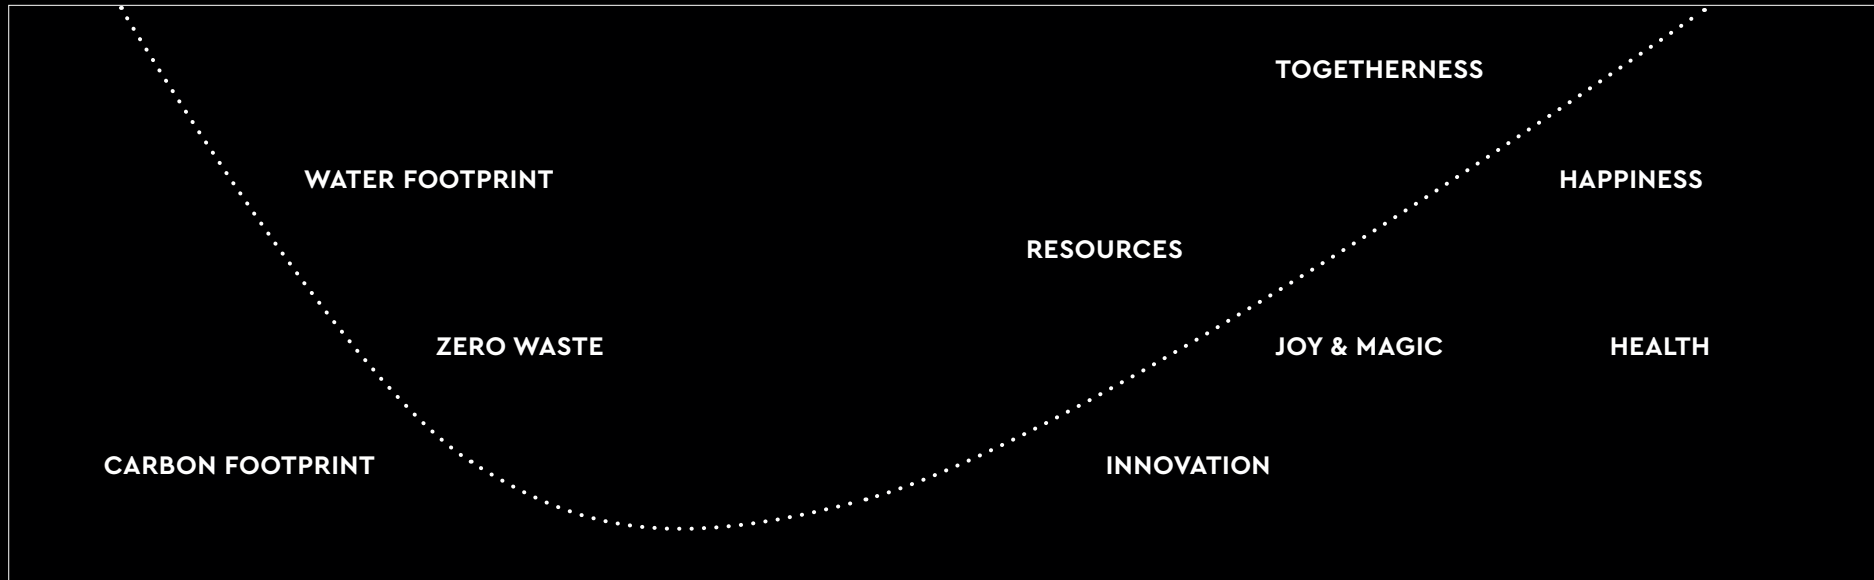 TOGETHERNESS
WATER FOOTPRINT
HAPPINESS
RESOURCES
ZERO WASTE
JOY & MAGIC
HEALTH
CARBON FOOTPRINT
INNOVATION